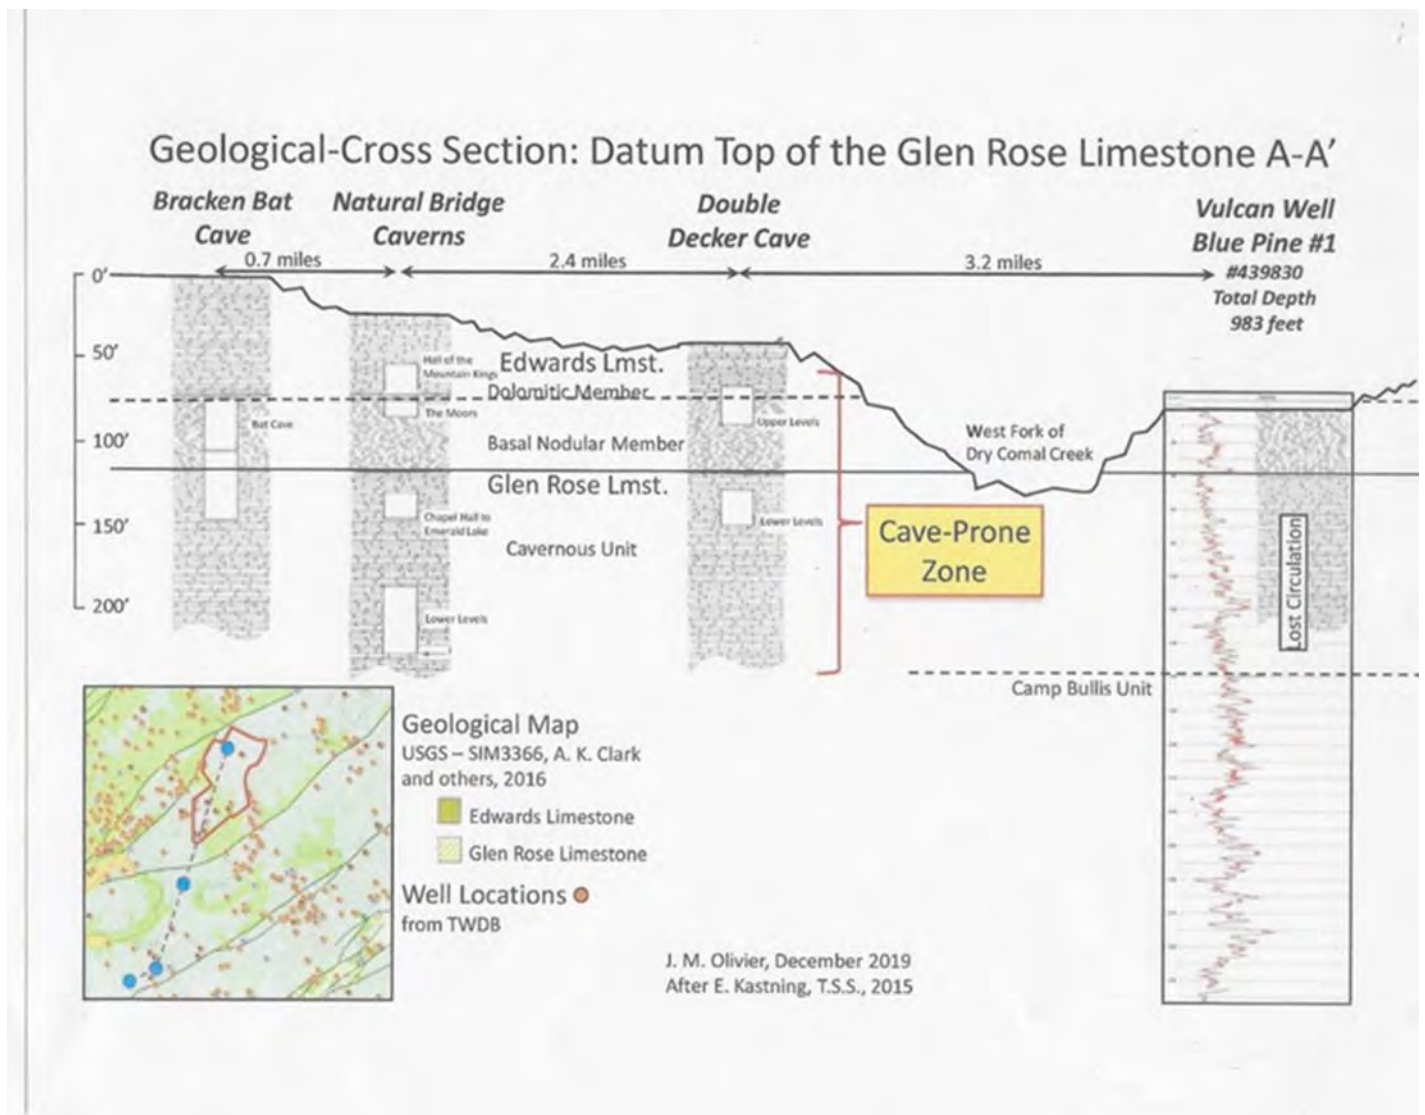 Geological-Cross Section: Datum Top of the Glen Rose Limestone A-A’
Bracken Bat
Cave
Natural Bridge
Caverns
Double
Decker Cave
Vulcan Well
Blue Pine #1
#439830
Total Depth
983 feet
0.7 miles
2.4 miles
3.2 miles
0’
50’
100’
150’
200’
Hall of the
Mountain Kings
Edwards Lmst.
Dolomitic Member
The Moors
Bat Cave
Upper Levels
Basal Nodular Member
West Fork of
Dry Comal Creek
Glen Rose Lmst.
Chapel Hall to
Emerald Lake
Lower Levels
Cavernous Unit
Cave-Prone
Zone
Lost Circulation
Lower Levels
Camp Bullis Unit
Geological Map
USGS – SIM3366, A. K. Clark
and others, 2016
Edwards Limestone
Glen Rose Limestone
Well Locations
from TWDB
J. M. Olivier, December 2019
After E. Kastning, T.S.S., 2015